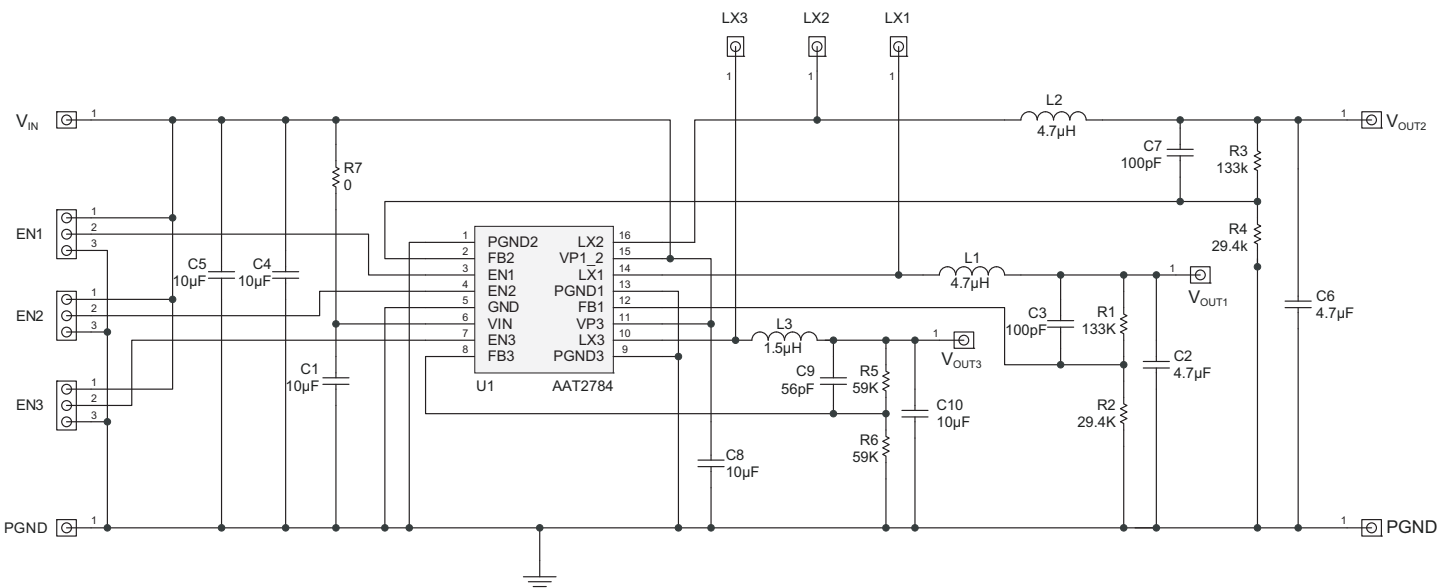 LX3 LX2 LX1
1 1 1
V_IN 1
L2
4.7µH
1 V_OUT2
C7
100pF
R3
133k
R7
0
EN1
1
2
3
R4
29.4k
C5
10µF
C4
10µF
1 PGND2 LX2 16
2 FB2 VP1_2 15
3 EN1 LX1 14
4 EN2 PGND1 13
5 GND FB1 12
6 VIN VP3 11
7 EN3 LX3 10
8 FB3 PGND3 9
U1 AAT2784
L1
4.7µH
1
V_OUT1
EN2
1
2
3
C3
100pF
R1
133K
C6
4.7µF
L3
1.5µH
1
V_OUT3
C2
4.7µF
C1
10µF
C9
56pF
R5
59K
EN3
1
2
3
C10
10µF
R2
29.4K
R6
59K
C8
10µF
PGND 1
1 PGND